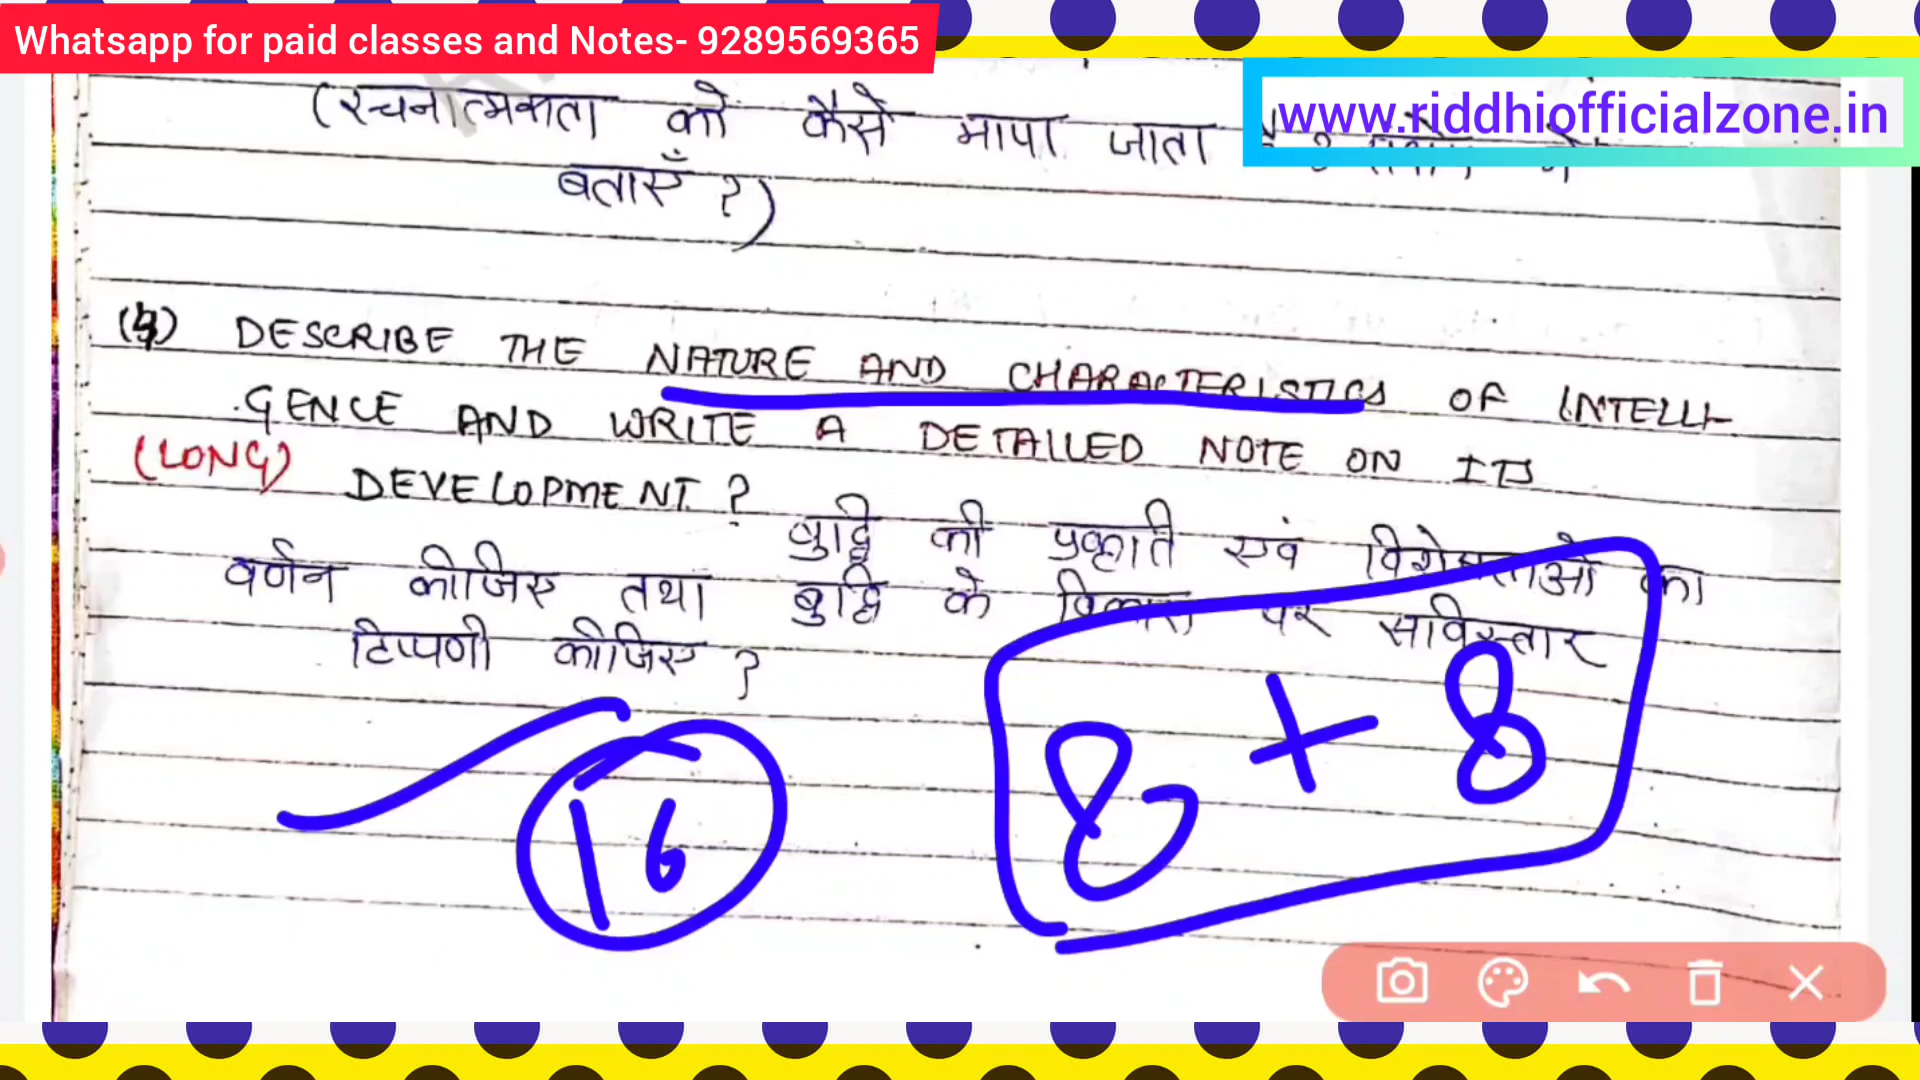 Whatsapp for paid classes and Notes- 9289569365
www.riddhiofficialzone.in
(रचनात्मकता को कैसे मापा जाता
बताएँ ?)
(4) DESCRIBE THE NATURE AND CHARACTERISTICS OF INTELLI-
GENCE AND WRITE A DETAILED NOTE ON ITS
(LONG) DEVELOPMENT ?
बुद्धि की प्रकृति एवं विशेषताओं का
वर्णन कीजिए तथा बुद्धि के विकास पर सविस्तार
टिप्पणी कीजिए ?
16
8 + 8